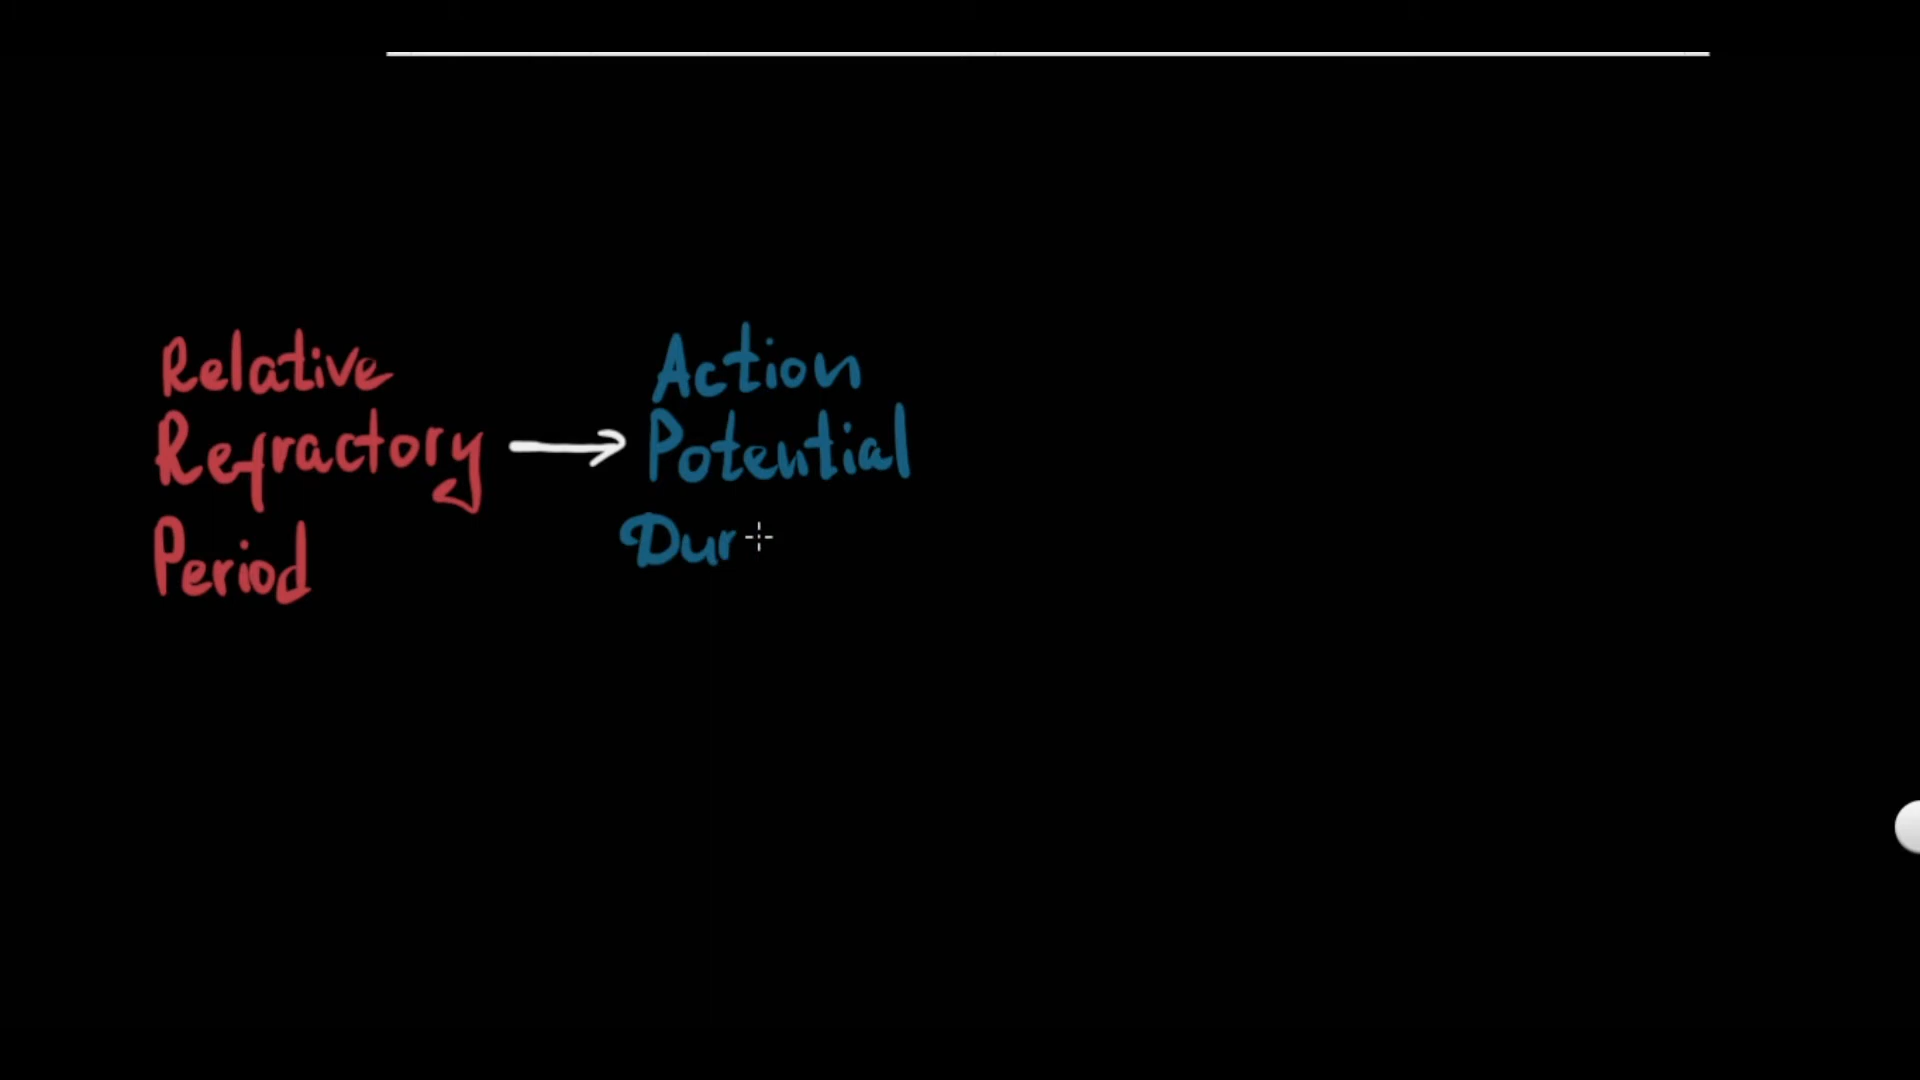 Relative
Refractory → Action
Period
Potential
Dur